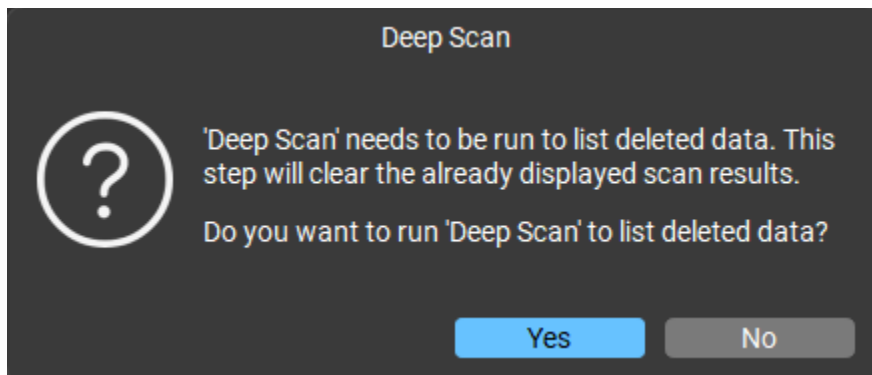 Deep Scan
'Deep Scan' needs to be run to list deleted data. This
step will clear the already displayed scan results.
Do you want to run 'Deep Scan' to list deleted data?
Yes
No